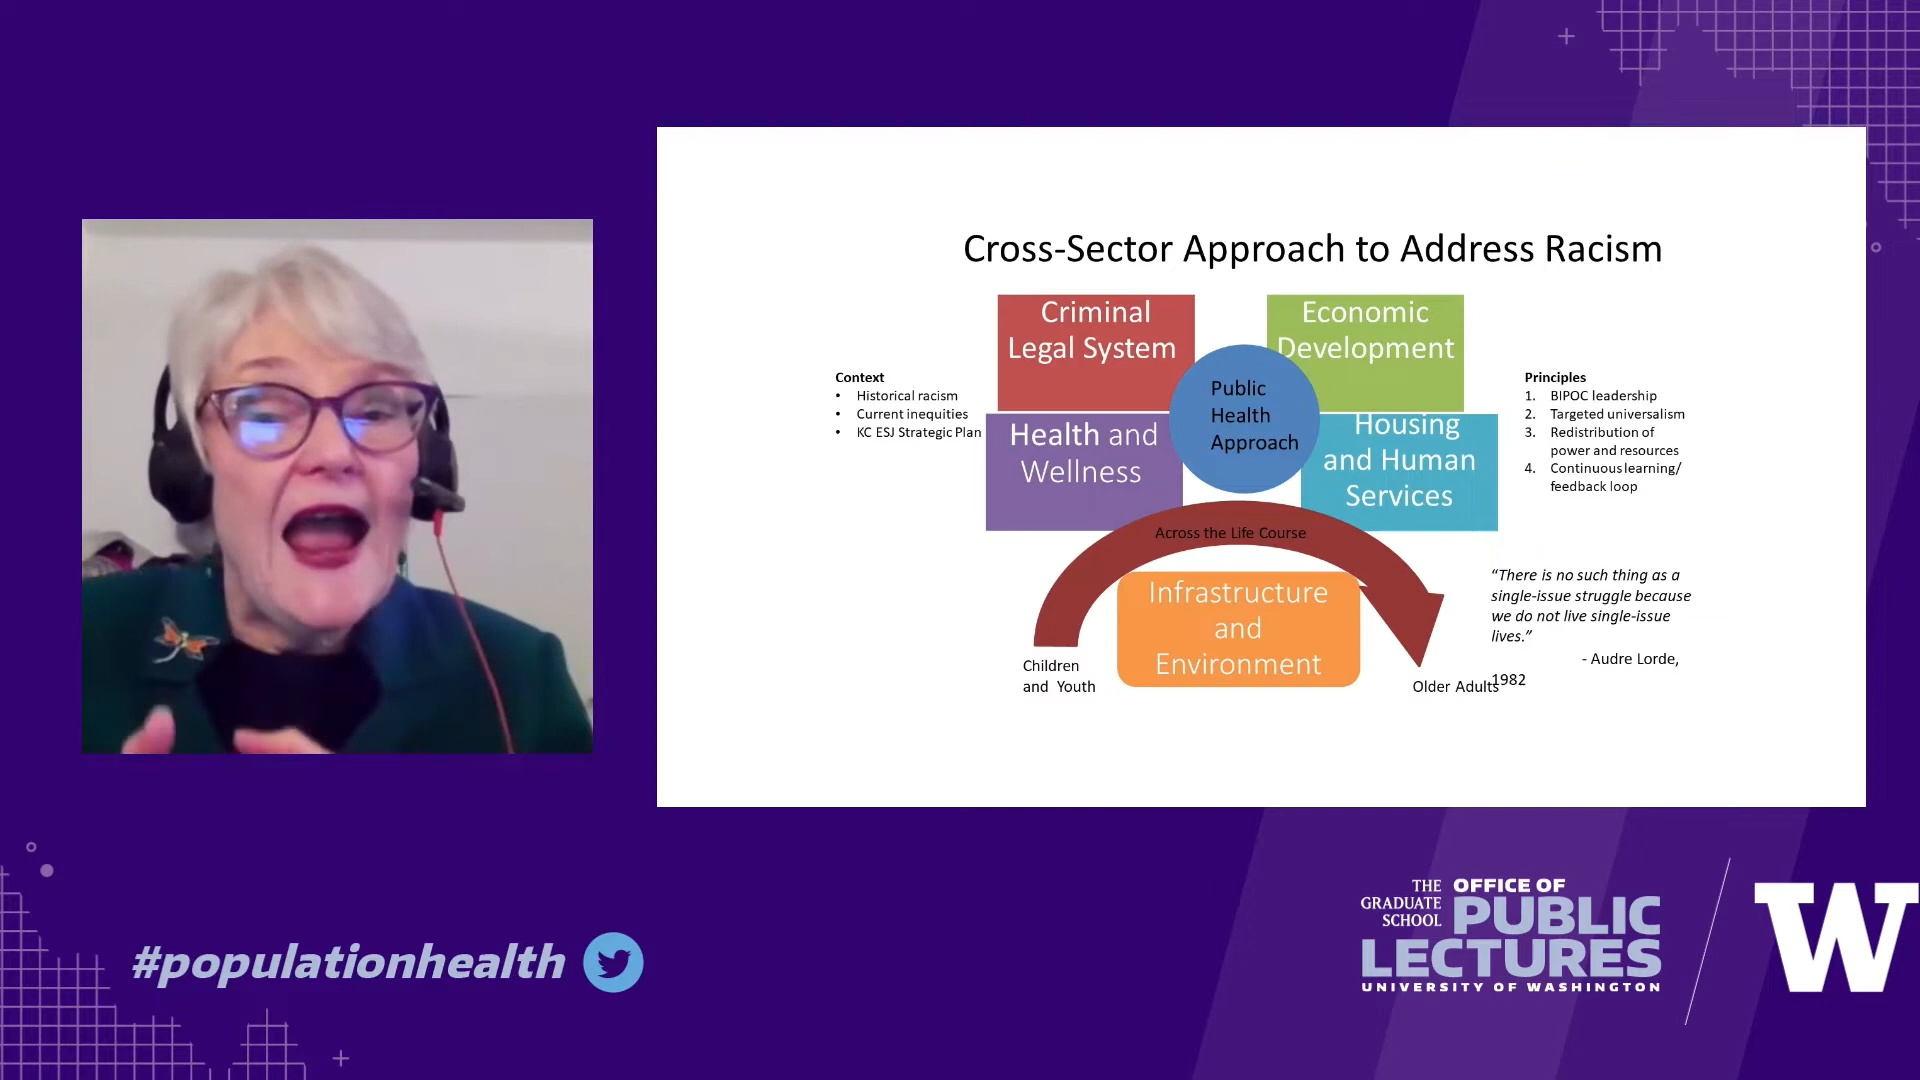 Cross-Sector Approach to Address Racism
Criminal
Legal System
Economic
Development
Public
Health
Approach
Context
• Historical racism
• Current inequities
• KC ESJ Strategic Plan
Health and
Wellness
Housing
and Human
Services
Principles
1. BIPOC leadership
2. Targeted universalism
3. Redistribution of
power and resources
4. Continuous learning/
feedback loop
Across the Life Course
Infrastructure
and
Environment
Children
and Youth
Older Adults
“There is no such thing as a
single-issue struggle because
we do not live single-issue
lives.”
- Audre Lorde,
1982
#populationhealth
THE
GRADUATE
SCHOOL
OFFICE OF
PUBLIC
LECTURES
UNIVERSITY OF WASHINGTON
W